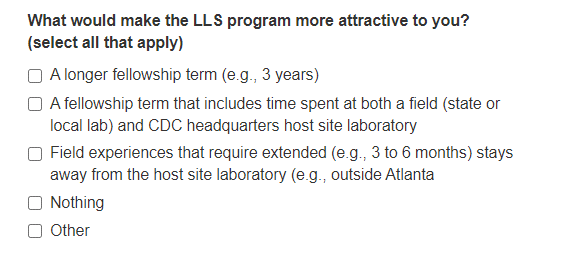 What would make the LLS program more attractive to you?
(select all that apply)
A longer fellowship term (e.g., 3 years)
A fellowship term that includes time spent at both a field (state or
local lab) and CDC headquarters host site laboratory
Field experiences that require extended (e.g., 3 to 6 months) stays
away from the host site laboratory (e.g., outside Atlanta
Nothing
Other